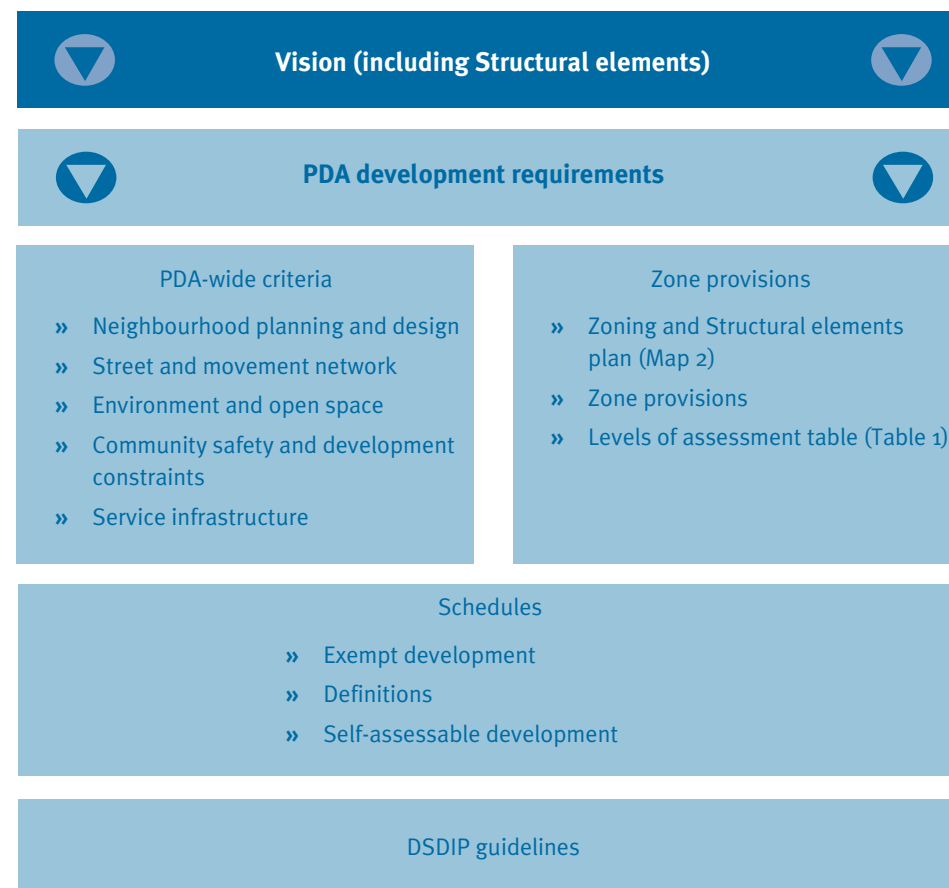 Vision (including Structural elements)
PDA development requirements
PDA-wide criteria
» Neighbourhood planning and design
» Street and movement network
» Environment and open space
» Community safety and development
constraints
» Service infrastructure
Zone provisions
» Zoning and Structural elements
plan (Map 2)
» Zone provisions
» Levels of assessment table (Table 1)
Schedules
» Exempt development
» Definitions
» Self-assessable development
DSDIP guidelines